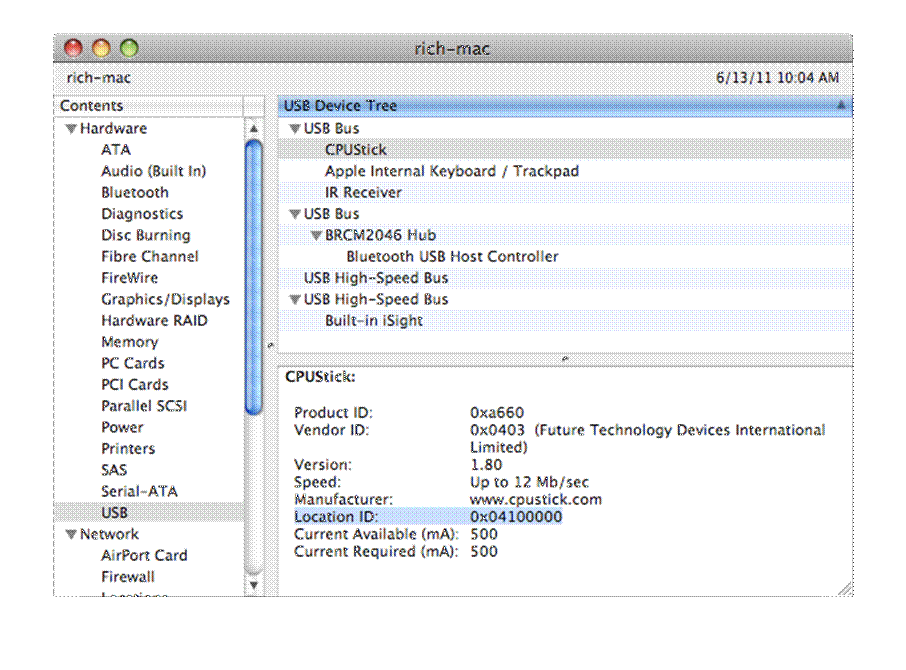 rich-mac
rich-mac 6/13/11 10:04 AM
Contents
Hardware
ATA
Audio (Built In)
Bluetooth
Diagnostics
Disc Burning
Fibre Channel
FireWire
Graphics/Displays
Hardware RAID
Memory
PC Cards
PCI Cards
Parallel SCSI
Power
Printers
SAS
Serial-ATA
USB
Network
AirPort Card
Firewall
USB Device Tree
USB Bus
CPUStick
Apple Internal Keyboard / Trackpad
IR Receiver
USB Bus
BRCM2046 Hub
Bluetooth USB Host Controller
USB High-Speed Bus
USB High-Speed Bus
Built-in iSight
CPUStick:
Product ID: 0xa660
Vendor ID: 0x0403 (Future Technology Devices International
Limited)
Version: 1.80
Speed: Up to 12 Mb/sec
Manufacturer: www.cpustick.com
Location ID: 0x04100000
Current Available (mA): 500
Current Required (mA): 500